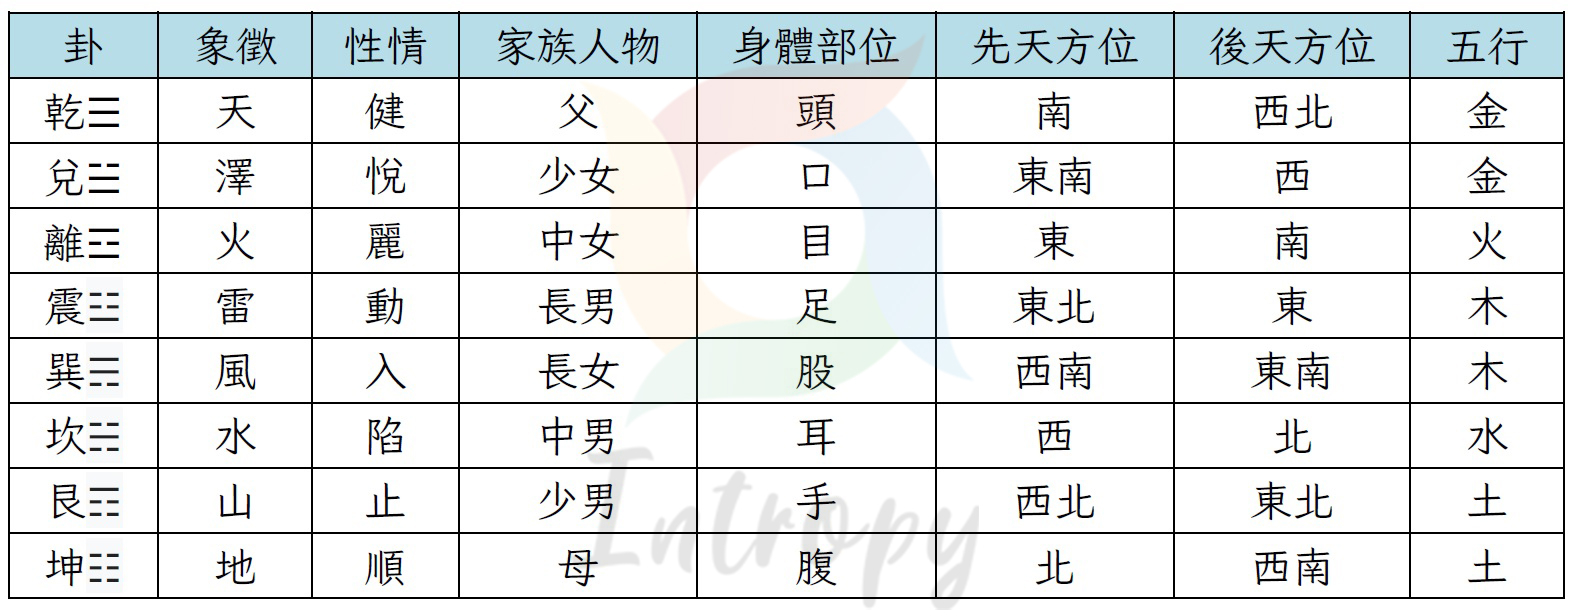 卦 象徵 性情 家族人物 身體部位 先天方位 後天方位 五行
乾☰ 天 健 父 頭 南 西北 金
兌☱ 澤 悅 少女 口 東南 西 金
離☲ 火 麗 中女 目 東 南 火
震☳ 雷 動 長男 足 東北 東 木
巽☴ 風 入 長女 股 西南 東南 木
坎☵ 水 陷 中男 耳 西 北 水
艮☶ 山 止 少男 手 西北 東北 土
坤☷ 地 順 母 腹 北 西南 土
Intropy